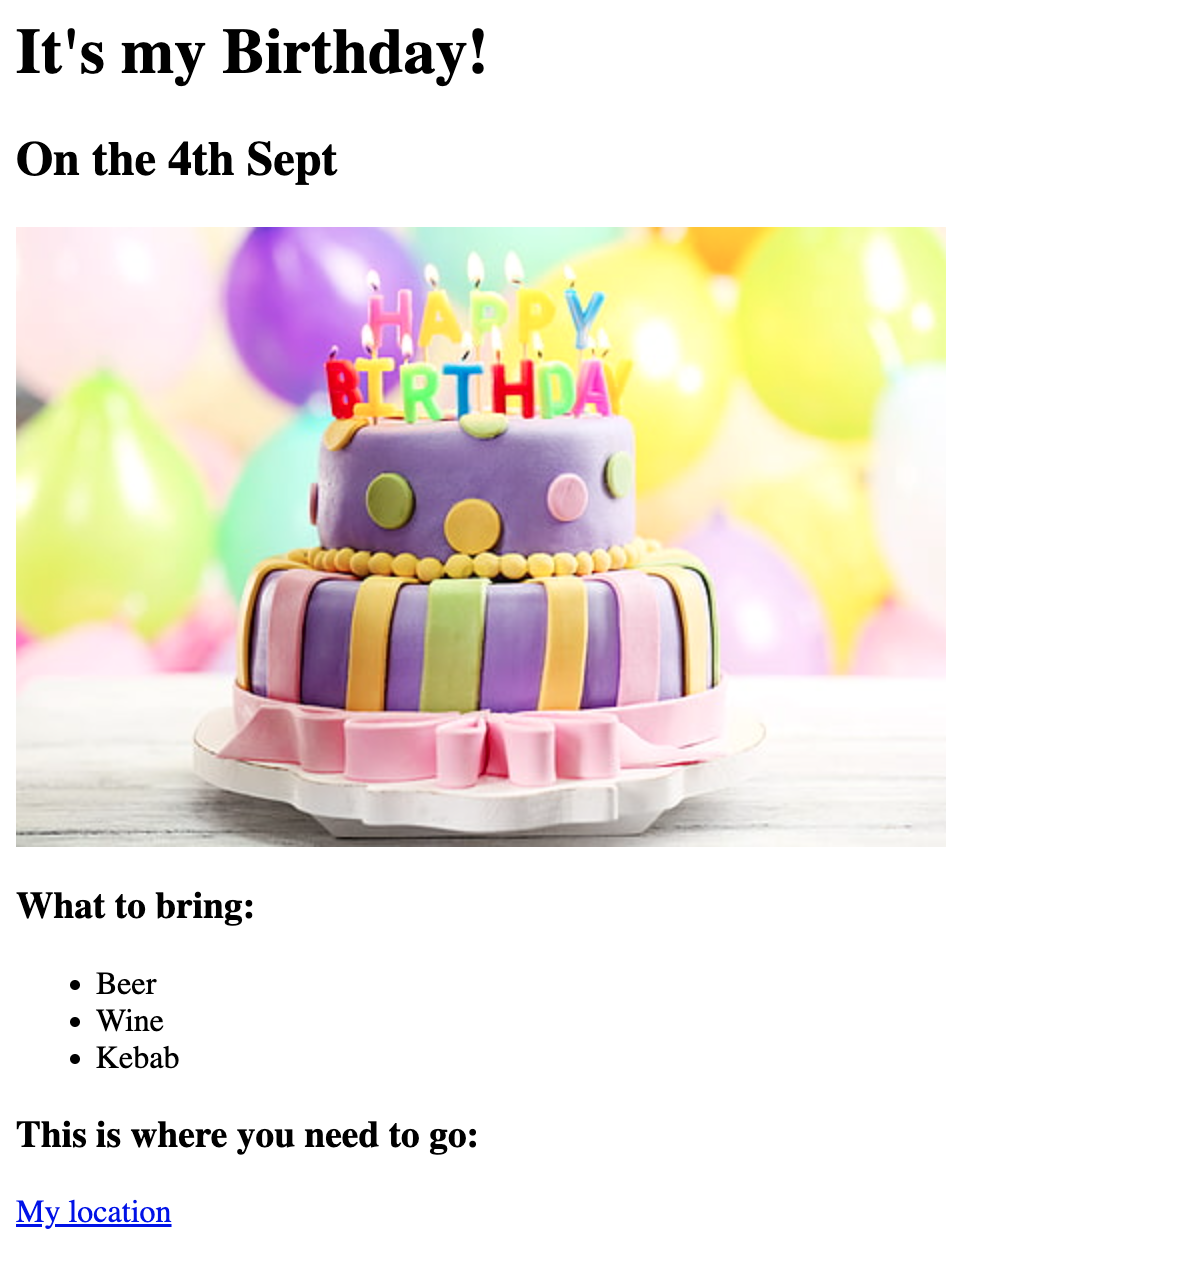 It's my Birthday!
On the 4th Sept
HAPPY
BIRTHDAY
What to bring:
Beer
Wine
Kebab
This is where you need to go:
My location